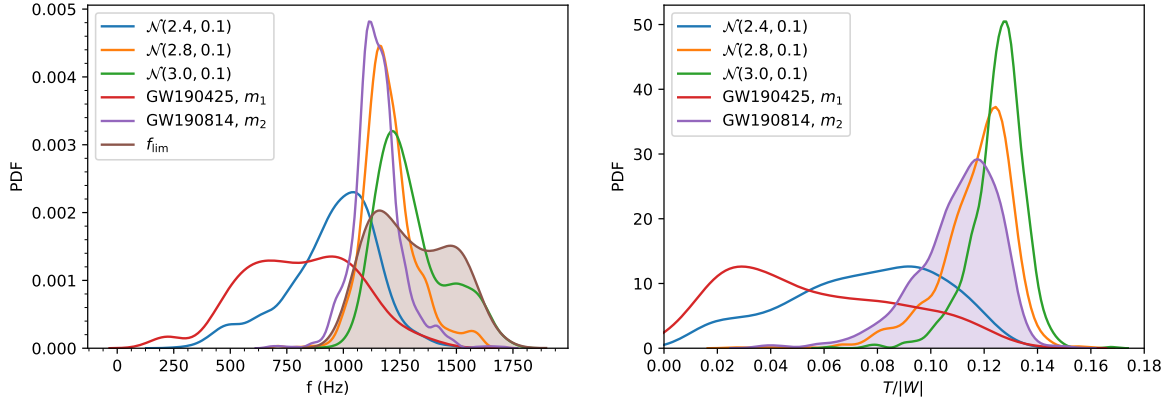 0.005
0.004
0.003
0.002
0.001
0.000
PDF
0
250
500
750
1000
1250
1500
1750
f (Hz)
𝒩(2.4, 0.1)
𝒩(2.8, 0.1)
𝒩(3.0, 0.1)
GW190425, m₁
GW190814, m₂
f_lim
50
40
30
20
10
0
PDF
0.00
0.02
0.04
0.06
0.08
0.10
0.12
0.14
0.16
0.18
T/|W|
𝒩(2.4, 0.1)
𝒩(2.8, 0.1)
𝒩(3.0, 0.1)
GW190425, m₁
GW190814, m₂